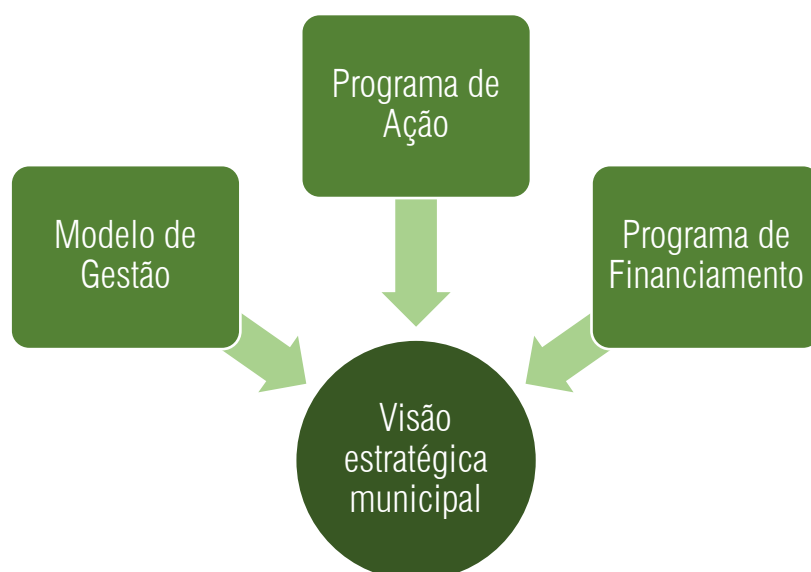 Programa de
Ação
Modelo de
Gestão
Programa de
Financiamento
Visão
estratégica
municipal